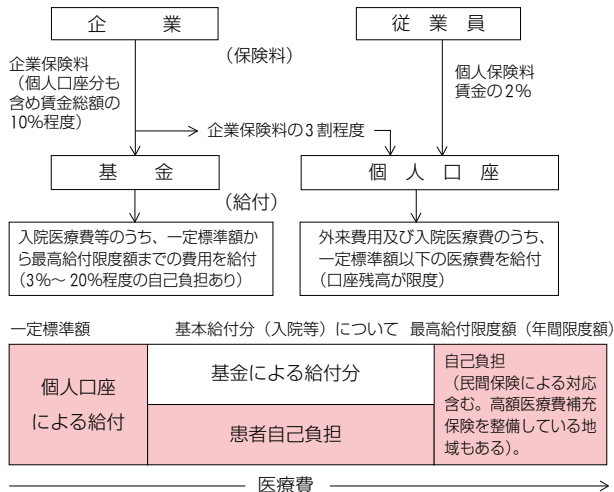 企　業
従　業　員
(保険料)
企業保険料
(個人口座分も
含め賃金総額の
10%程度)
個人保険料
賃金の2%
企業保険料の3割程度
基　金
個　人　口　座
(給付)
入院医療費等のうち、一定標準額か
ら最高給付限度額までの費用を給付
(3%～20%程度の自己負担あり)
外来費用及び入院医療費のうち、
一定標準額以下の医療費を給付
(口座残高が限度)
一定標準額
基本給付分（入院等）について
最高給付限度額（年間限度額)
個人口座
による給付
基金による給付分
患者自己負担
自己負担
(民間保険による対応
含む。高額医療費補充
保険を整備している地
域もある)。
医療費